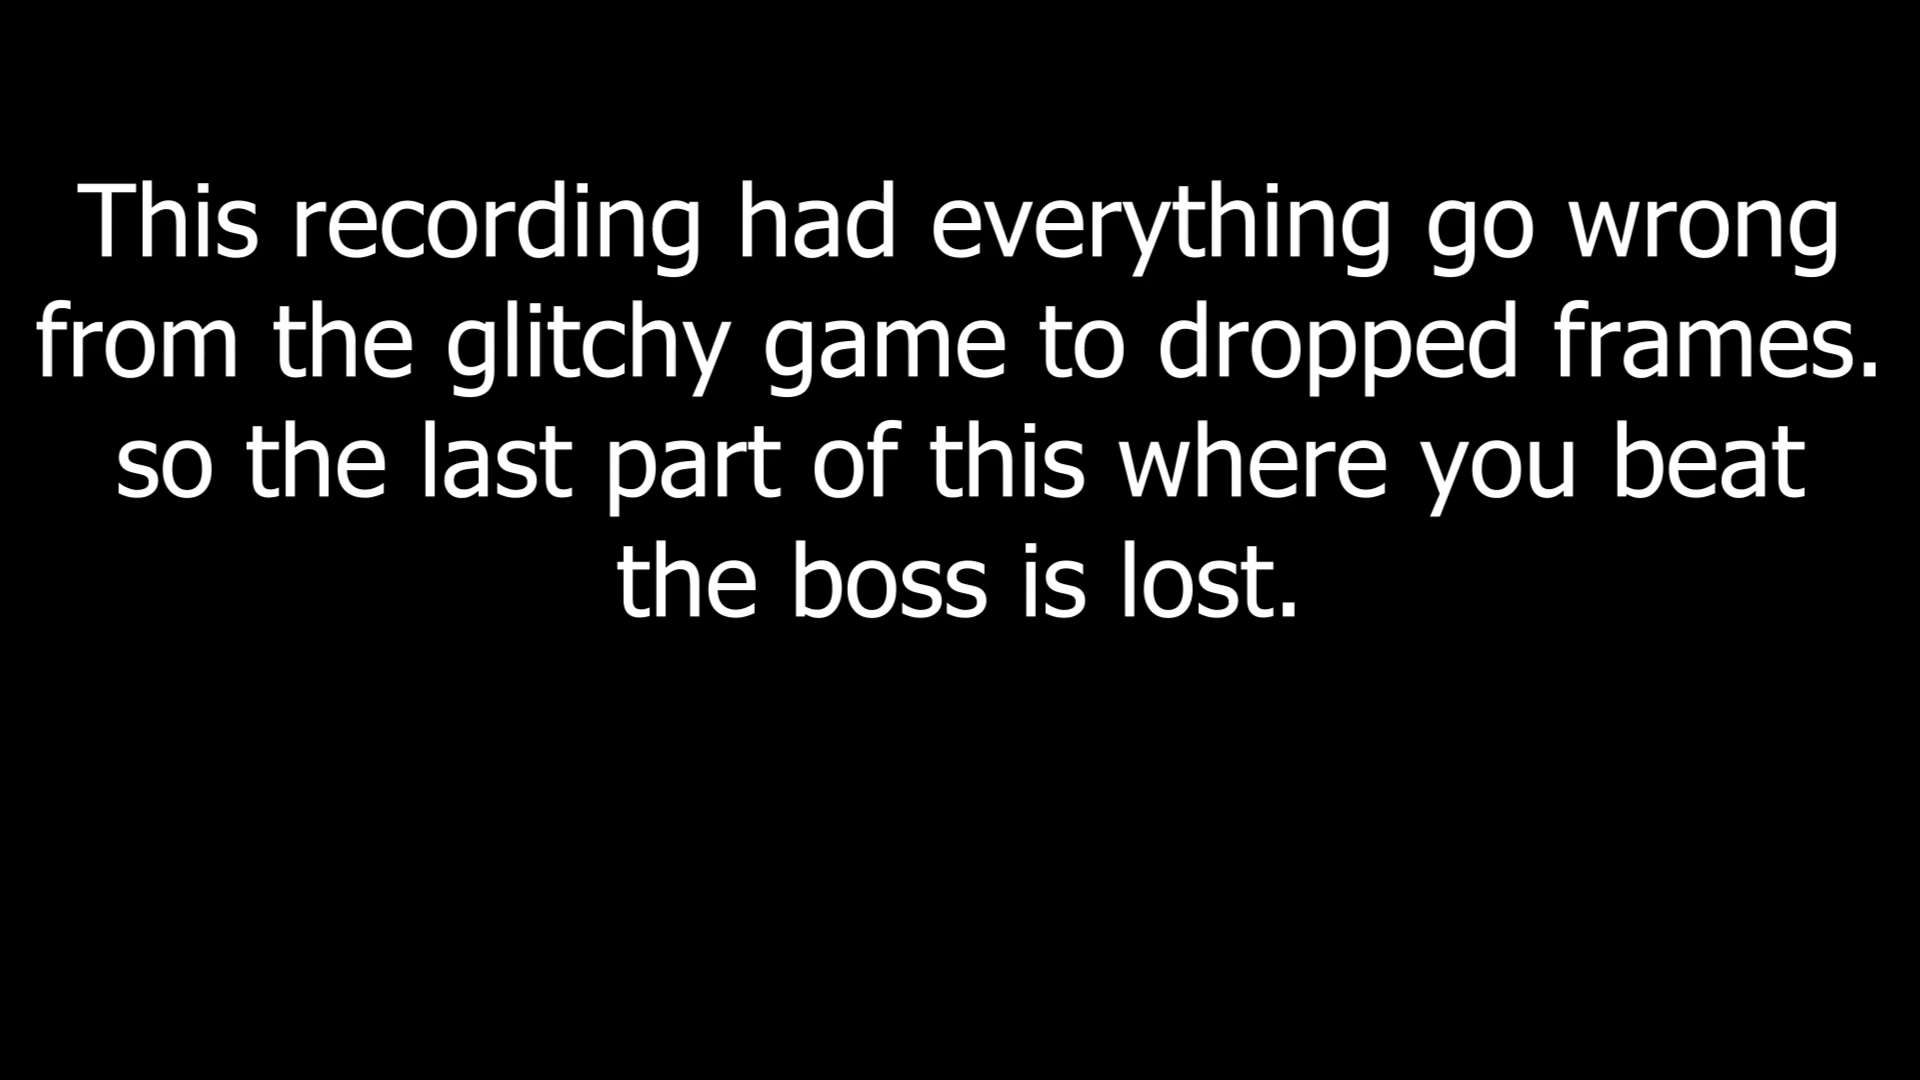 This recording had everything go wrong
from the glitchy game to dropped frames.
so the last part of this where you beat
the boss is lost.